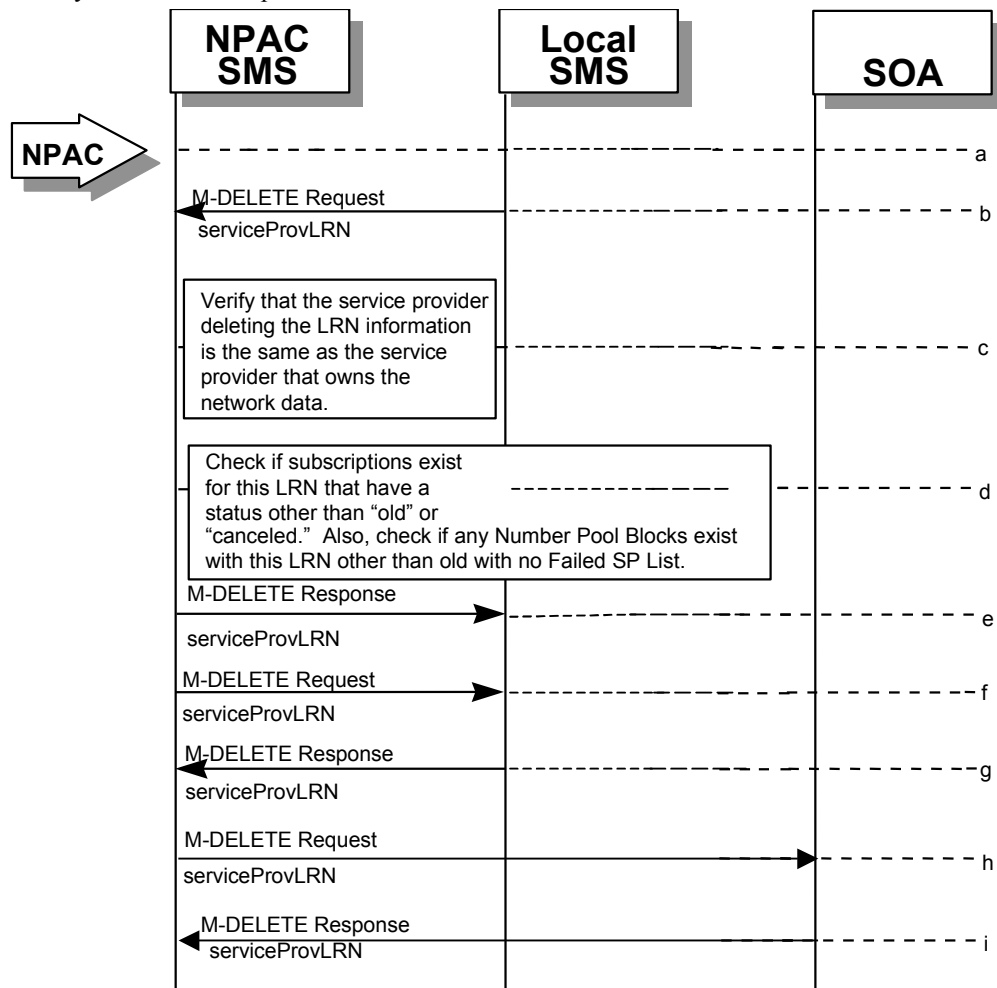 NPAC
SMS
Local
SMS
SOA
NPAC
a
M-DELETE Request
b
serviceProvLRN
Verify that the service provider
deleting the LRN information
is the same as the service
provider that owns the
network data.
c
Check if subscriptions exist
for this LRN that have a
status other than “old” or
“canceled.” Also, check if any Number Pool Blocks exist
with this LRN other than old with no Failed SP List.
d
M-DELETE Response
e
serviceProvLRN
M-DELETE Request
f
serviceProvLRN
M-DELETE Response
g
serviceProvLRN
M-DELETE Request
h
serviceProvLRN
M-DELETE Response
i
serviceProvLRN